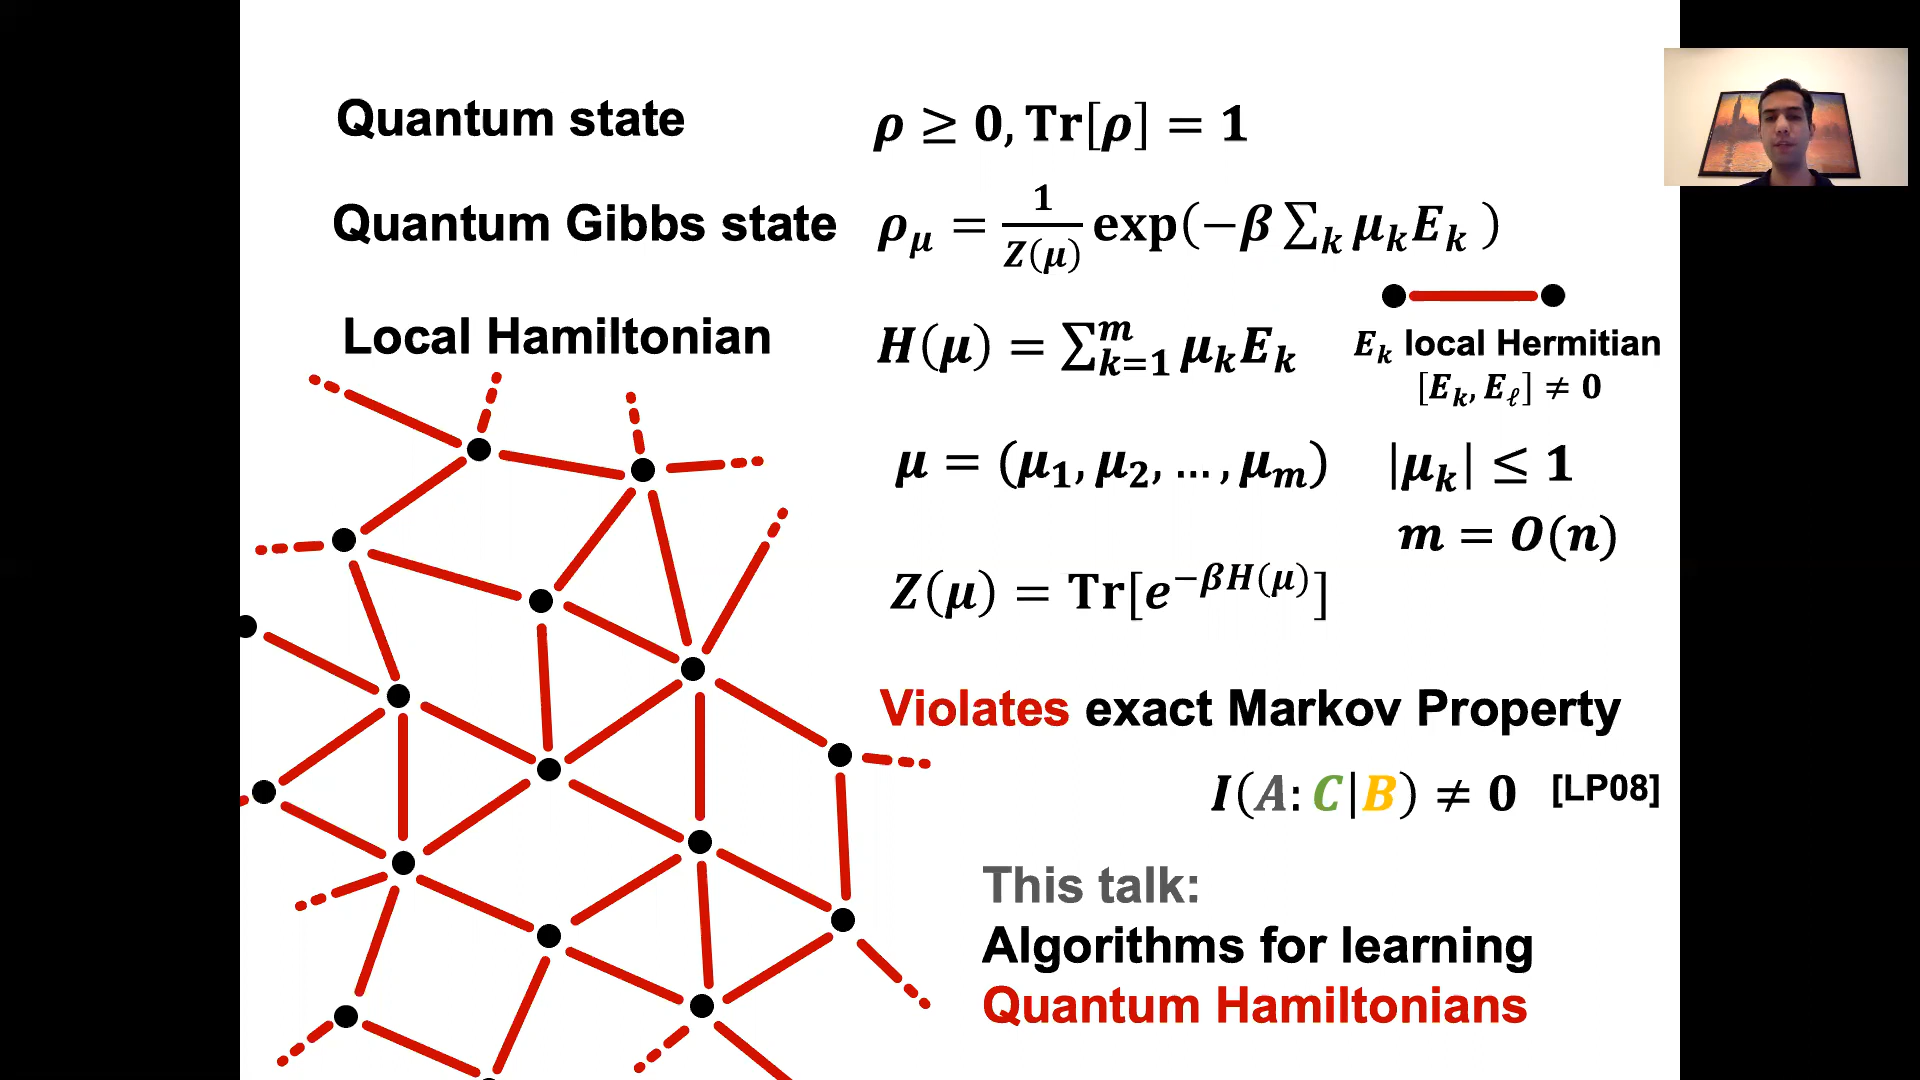 Quantum state ρ ≥ 0, Tr[ρ] = 1
Quantum Gibbs state ρ_μ = 1/Z(μ) exp(−β ∑_k μ_k E_k )
Local Hamiltonian H(μ) = ∑_{k=1}^{m} μ_k E_k
E_k local Hermitian
[E_k, E_ℓ] ≠ 0
μ = (μ_1, μ_2, … , μ_m) |μ_k| ≤ 1
m = O(n)
Z(μ) = Tr[e^{−βH(μ)}]
Violates exact Markov Property
I(A: C|B) ≠ 0 [LP08]
This talk:
Algorithms for learning
Quantum Hamiltonians